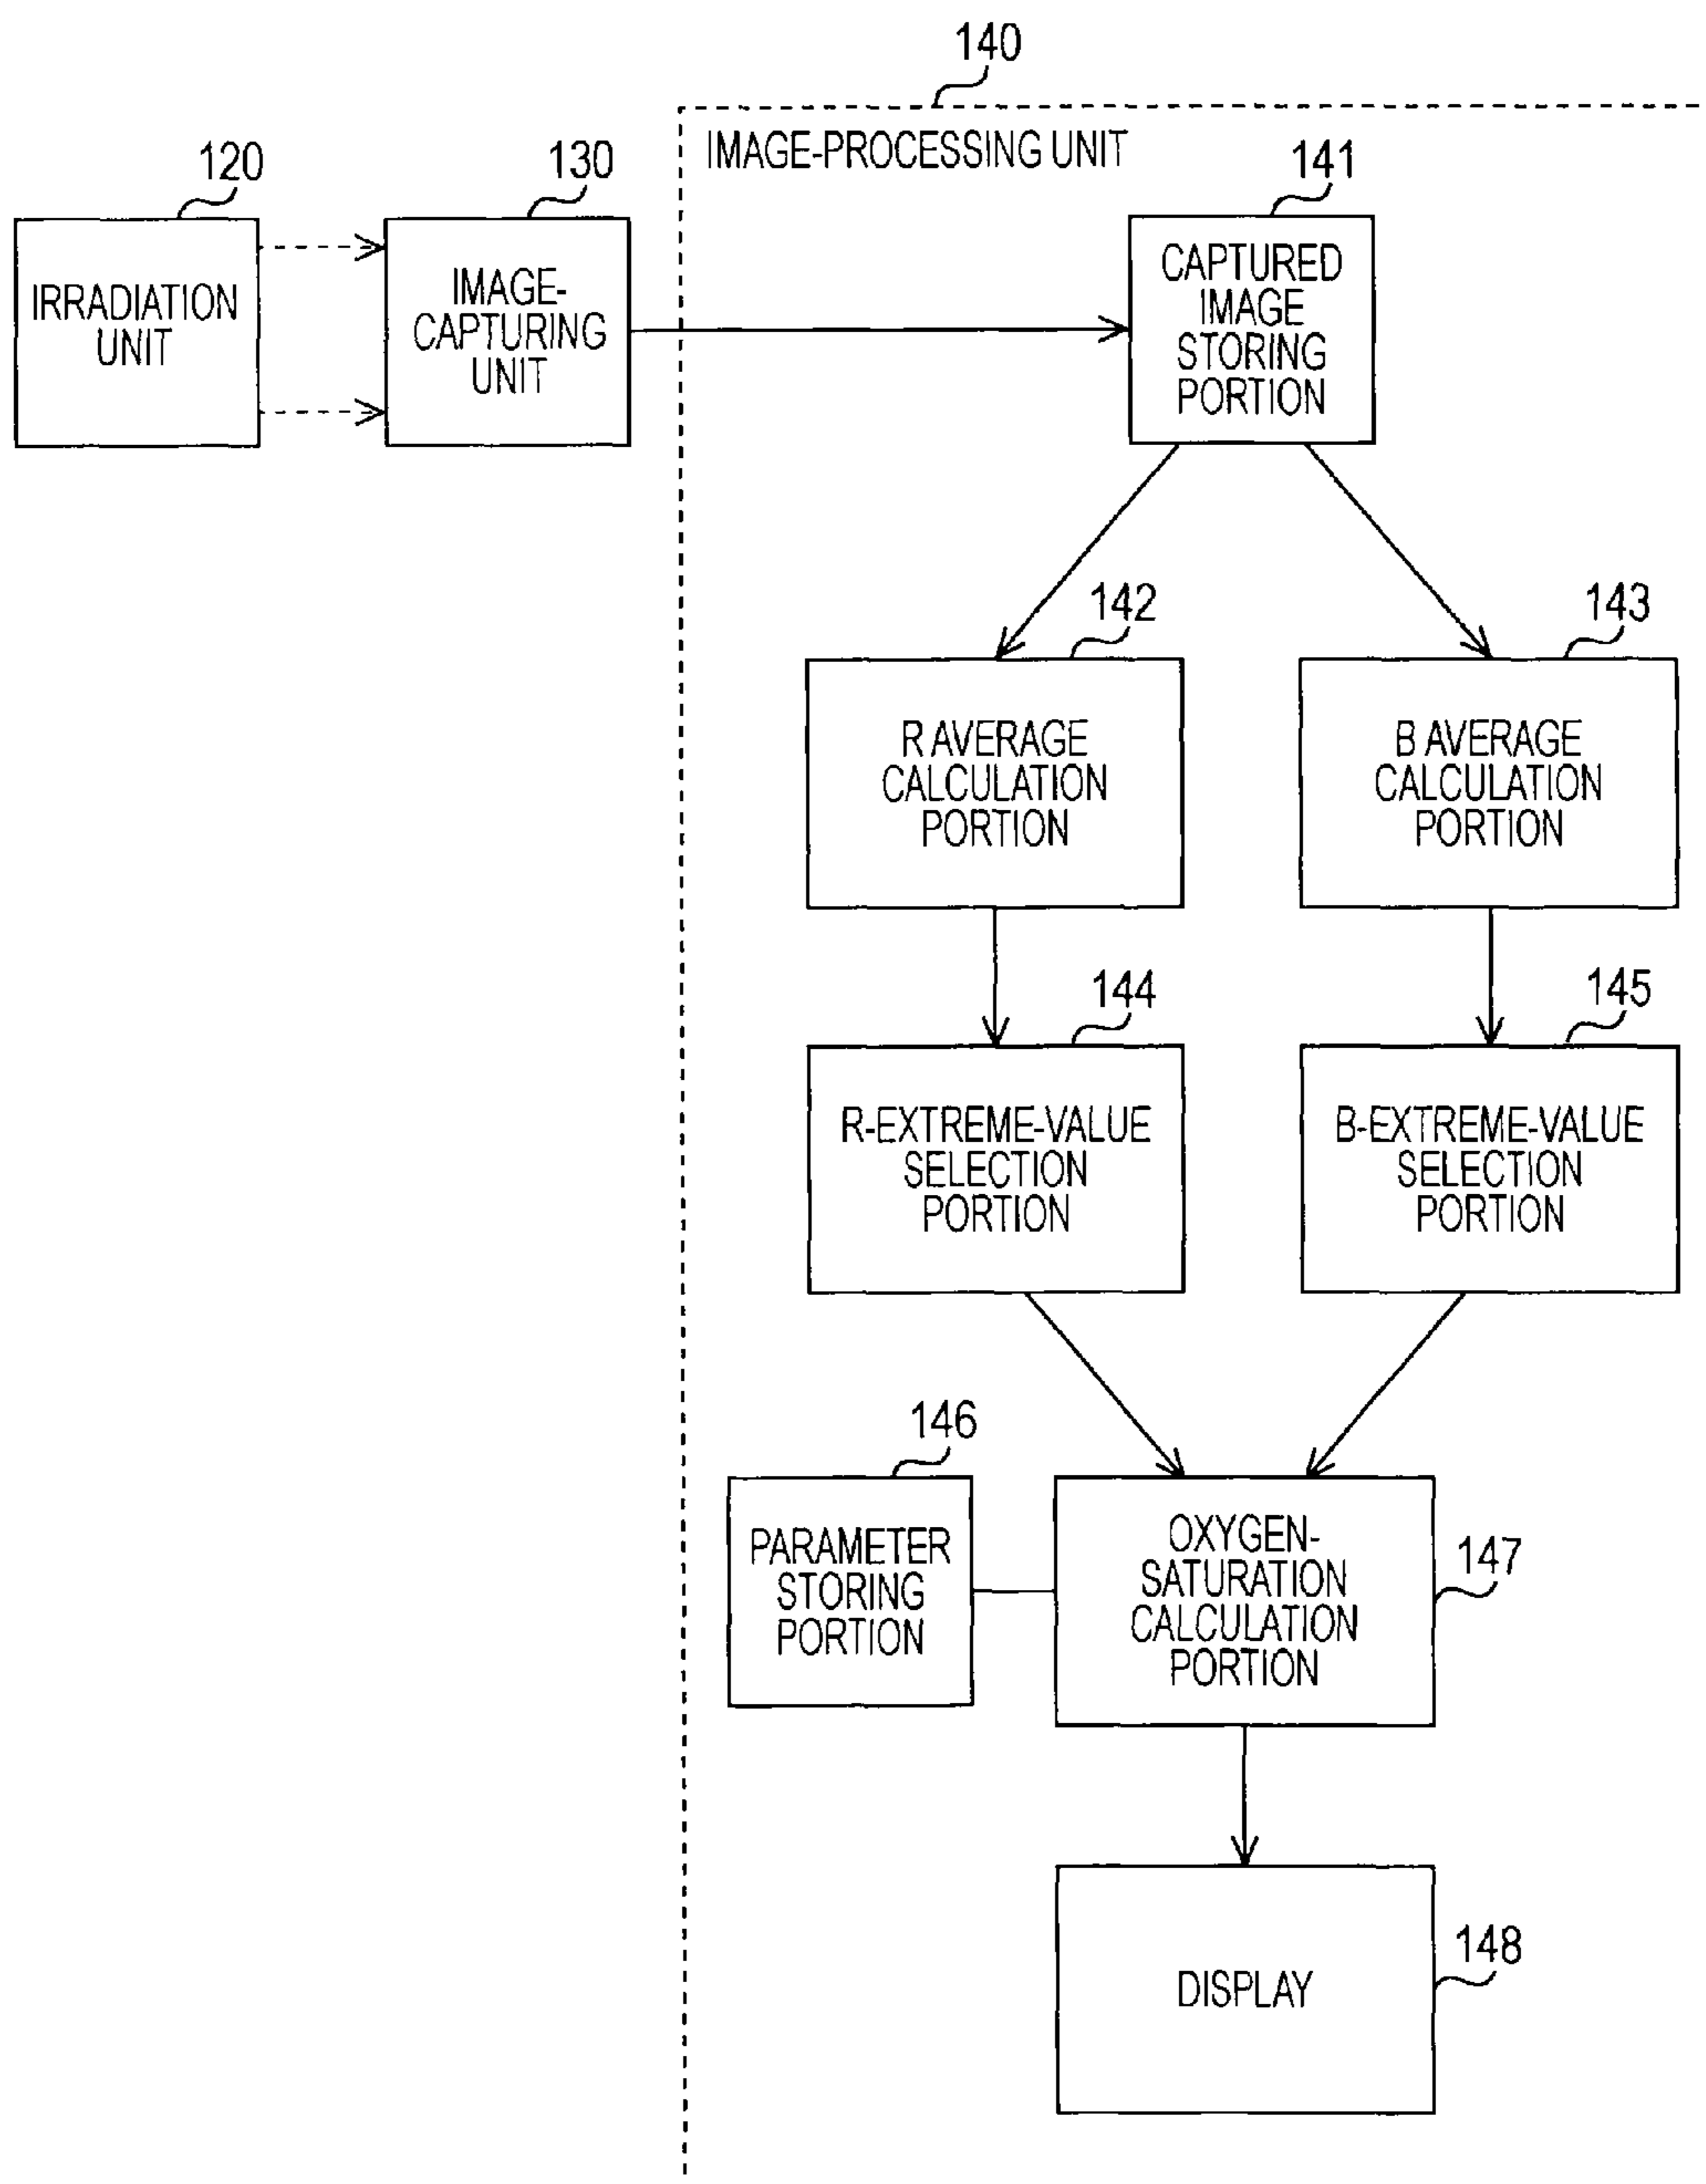 140
IMAGE-PROCESSING UNIT
120
130
141
IRRADIATION
UNIT
IMAGE-
CAPTURING
UNIT
CAPTURED
IMAGE
STORING
PORTION
142
143
R AVERAGE
CALCULATION
PORTION
B AVERAGE
CALCULATION
PORTION
144
145
R-EXTREME-VALUE
SELECTION
PORTION
B-EXTREME-VALUE
SELECTION
PORTION
146
PARAMETER
STORING
PORTION
OXYGEN-
SATURATION
CALCULATION
PORTION
147
DISPLAY
148